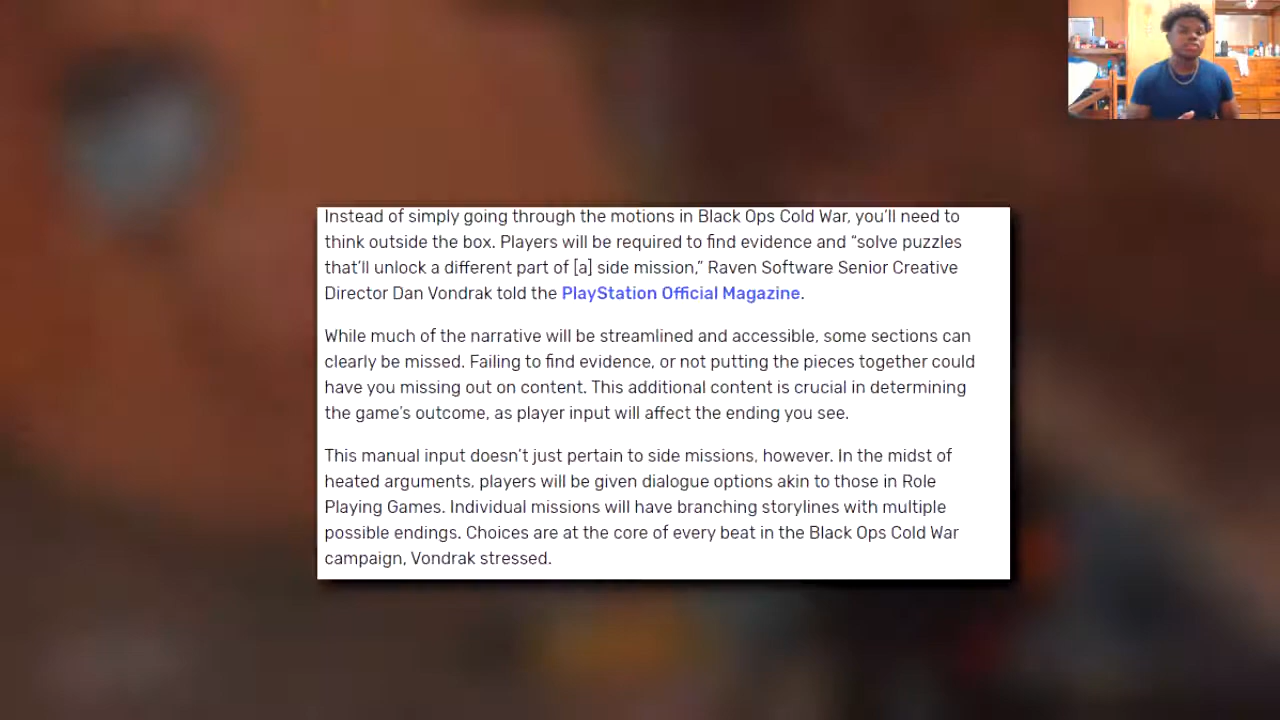 Instead of simply going through the motions in Black Ops Cold War, you'll need to
think outside the box. Players will be required to find evidence and “solve puzzles
that'll unlock a different part of [a] side mission,” Raven Software Senior Creative
Director Dan Vondrak told the PlayStation Official Magazine.
While much of the narrative will be streamlined and accessible, some sections can
clearly be missed. Failing to find evidence, or not putting the pieces together could
have you missing out on content. This additional content is crucial in determining
the game's outcome, as player input will affect the ending you see.
This manual input doesn't just pertain to side missions, however. In the midst of
heated arguments, players will be given dialogue options akin to those in Role
Playing Games. Individual missions will have branching storylines with multiple
possible endings. Choices are at the core of every beat in the Black Ops Cold War
campaign, Vondrak stressed.